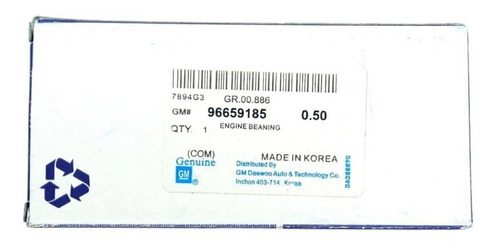 7894G3 GR.00.886
GM# 96659185 0.50
QTY. 1 ENGINE BEANING
(COM) MADE IN KOREA
Genuine Distributed By
GM GM Daewoo Auto & Technology Co.
Inchon 403-714, Korea